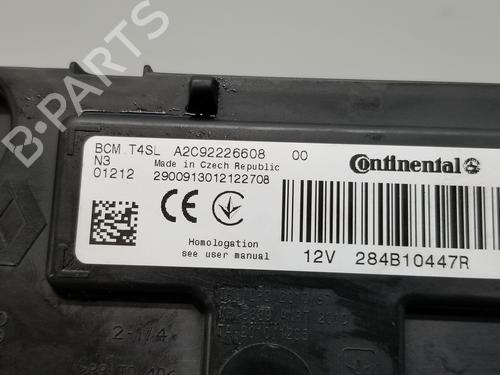 B-PARTS
BCM T4SL A2C92226608 00
N3 Made in Czech Republic
01212 2900913012122708
Continental
CE
Homologation
see user manual
12V 284B10447R
2-1/4